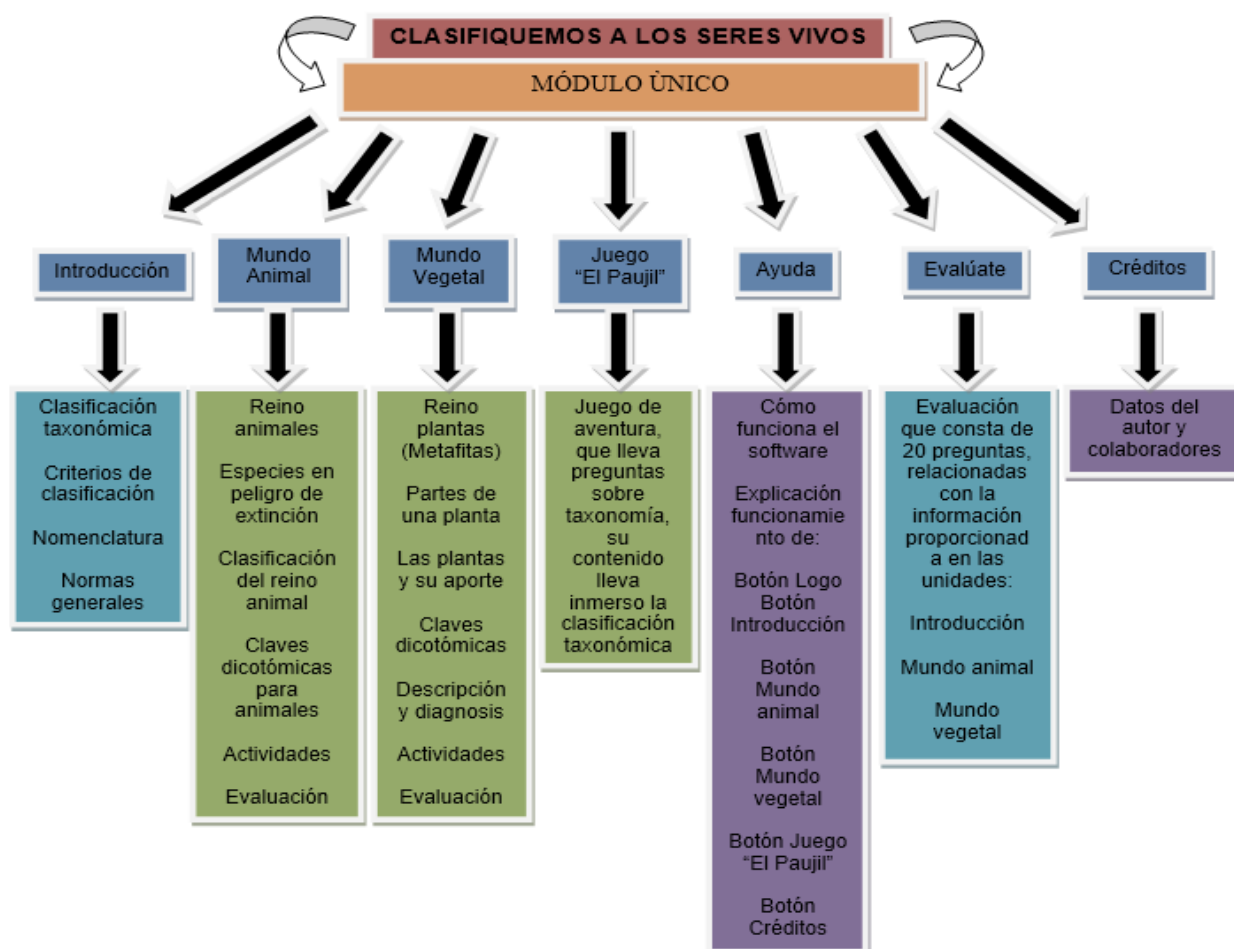 CLASIFIQUEMOS A LOS SERES VIVOS
MÓDULO ÙNICO
Introducción
Mundo
Animal
Mundo
Vegetal
Juego
“El Paujil”
Ayuda
Evalúate
Créditos
Clasificación
taxonómica
Criterios de
clasificación
Nomenclatura
Normas
generales
Reino
animales
Especies en
peligro de
extinción
Clasificación
del reino
animal
Claves
dicotómicas
para
animales
Actividades
Evaluación
Reino
plantas
(Metafitas)
Partes de
una planta
Las plantas
y su aporte
Claves
dicotómicas
Descripción
y diagnosis
Actividades
Evaluación
Juego de
aventura,
que lleva
preguntas
sobre
taxonomía,
su
contenido
lleva
inmerso la
clasificación
taxonómica
Cómo
funciona el
software
Explicación
funcionamie
nto de:
Botón Logo
Botón
Introducción
Botón
Mundo
animal
Botón
Mundo
vegetal
Botón Juego
“El Paujil”
Botón
Créditos
Evaluación
que consta de
20 preguntas,
relacionadas
con la
información
proporcionad
a en las
unidades:
Introducción
Mundo animal
Mundo
vegetal
Datos del
autor y
colaboradores